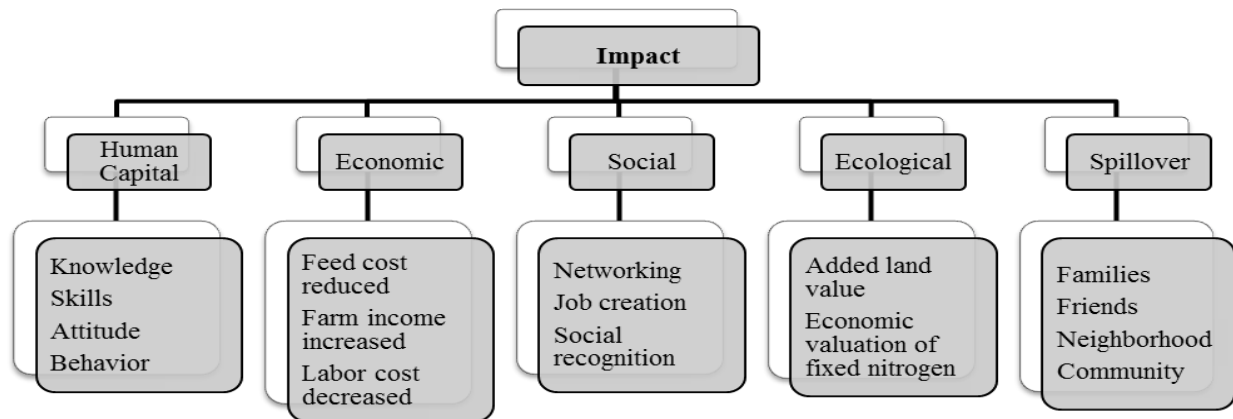 Impact
Human
Capital
Economic
Social
Ecological
Spillover
Knowledge
Skills
Attitude
Behavior
Feed cost
reduced
Farm income
increased
Labor cost
decreased
Networking
Job creation
Social
recognition
Added land
value
Economic
valuation of
fixed nitrogen
Families
Friends
Neighborhood
Community